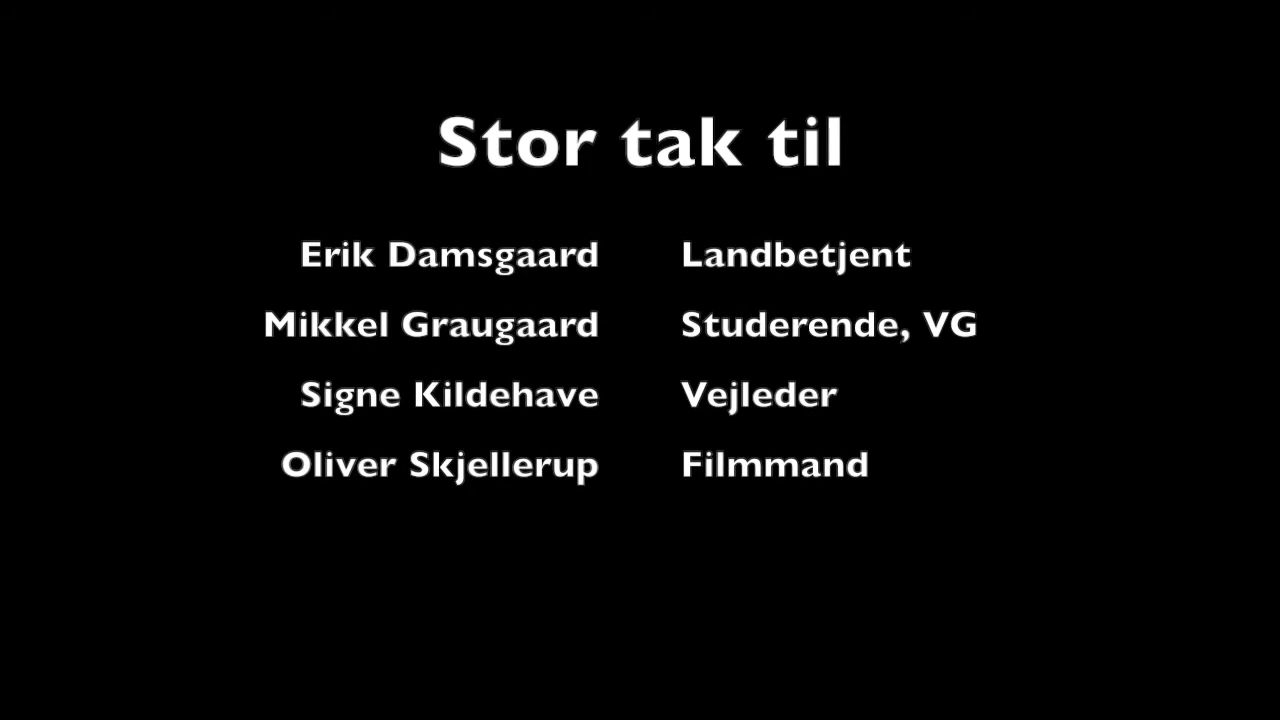 Stor tak til
Erik Damsgaard Landbetjent
Mikkel Graugaard Studerende, VG
Signe Kildehave Vejleder
Oliver Skjellerup Filmmand